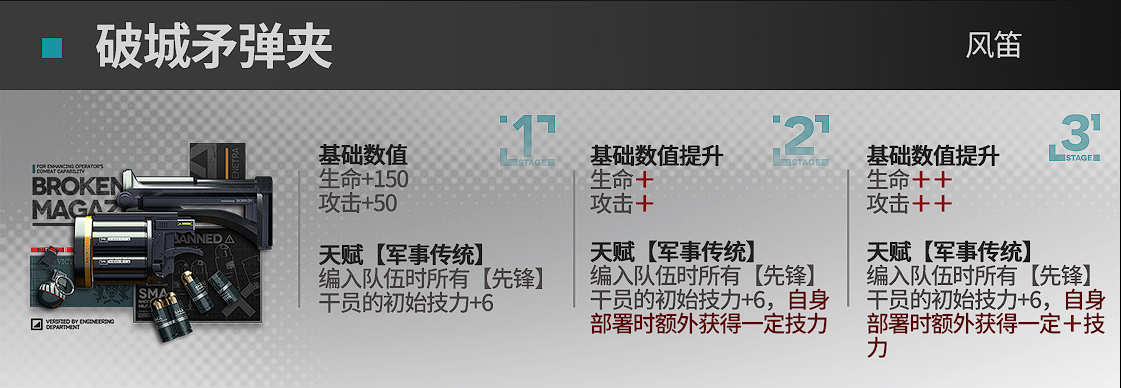 破城矛弹夹
风笛
FOR ENHANCING OPERATOR'S
COMBAT CAPABILITY
BROKEN
MAGAZ
BANNED
SMA
VERIFIED BY ENGINEERING
DEPARTMENT
1
STAGE
基础数值
生命+150
攻击+50
天赋【军事传统】
编入队伍时所有【先锋】
干员的初始技力+6
2
STAGE
基础数值提升
生命＋
攻击＋
天赋【军事传统】
编入队伍时所有【先锋】
干员的初始技力+6，自身
部署时额外获得一定技力
3
STAGE
基础数值提升
生命＋＋
攻击＋＋
天赋【军事传统】
编入队伍时所有【先锋】
干员的初始技力+6，自身
部署时额外获得一定＋技
力